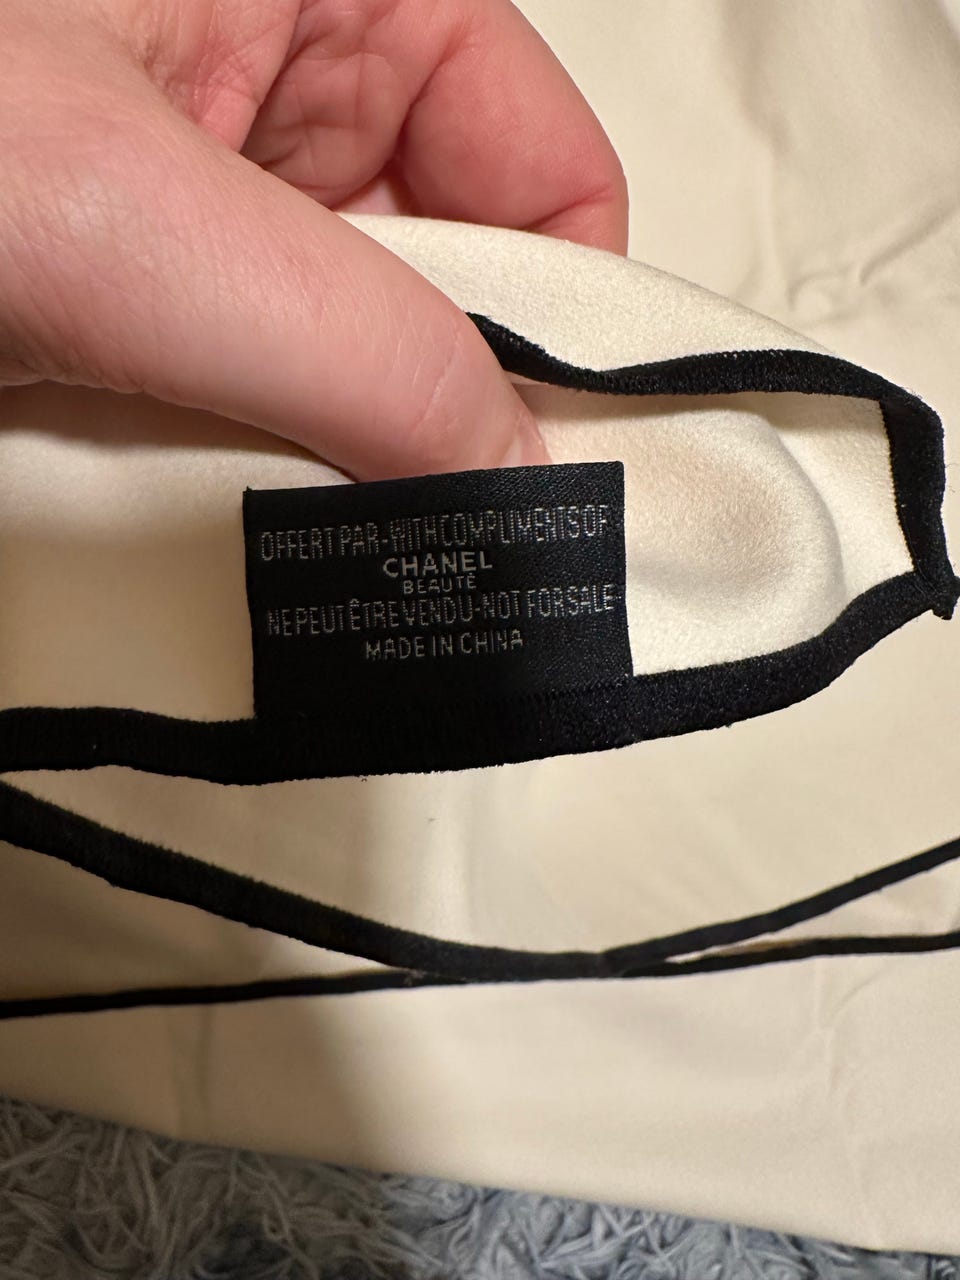 OFFERT PAR-WITH COMPLIMENTS OF
CHANEL
BEAUTÉ
NE PEUT ÊTRE VENDU-NOT FOR SALE
MADE IN CHINA